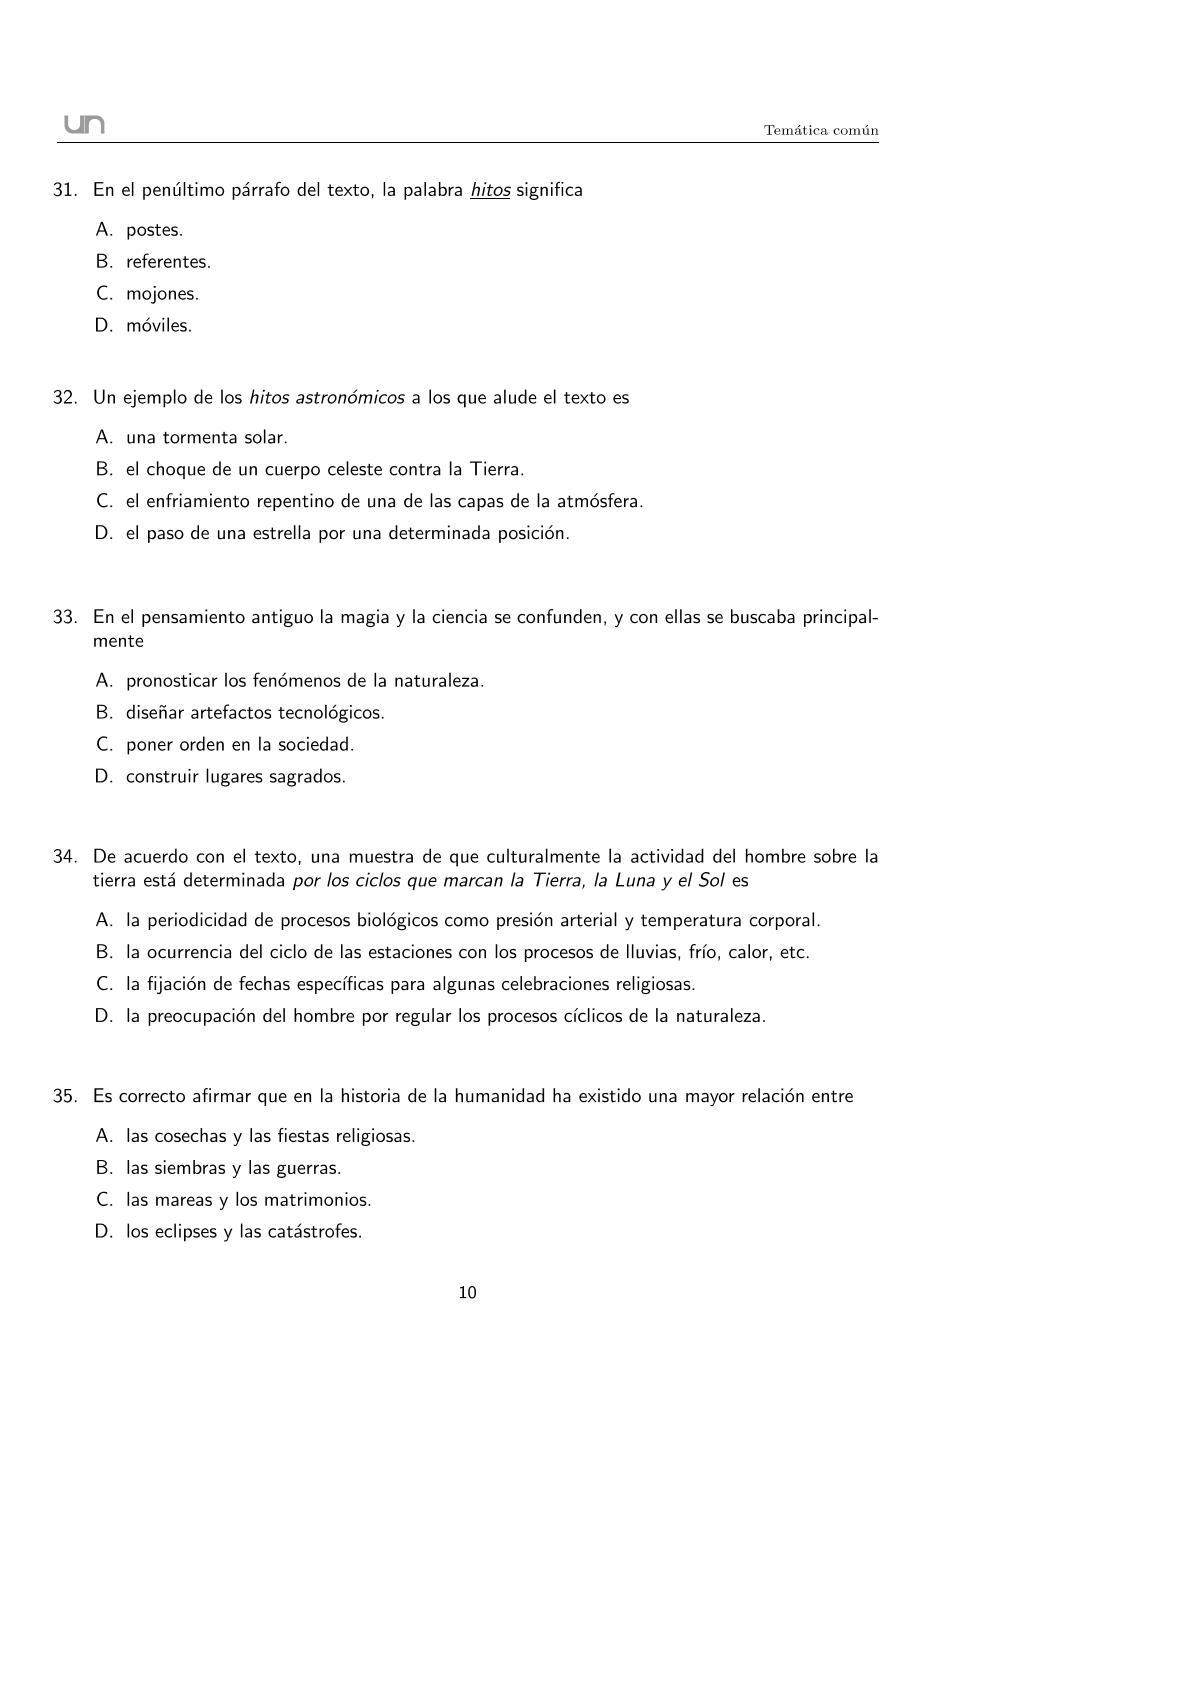 un
Temática común
31. En el penúltimo párrafo del texto, la palabra hitos significa
A. postes.
B. referentes.
C. mojones.
D. móviles.
32. Un ejemplo de los hitos astronómicos a los que alude el texto es
A. una tormenta solar.
B. el choque de un cuerpo celeste contra la Tierra.
C. el enfriamiento repentino de una de las capas de la atmósfera.
D. el paso de una estrella por una determinada posición.
33. En el pensamiento antiguo la magia y la ciencia se confunden, y con ellas se buscaba principal-
mente
A. pronosticar los fenómenos de la naturaleza.
B. diseñar artefactos tecnológicos.
C. poner orden en la sociedad.
D. construir lugares sagrados.
34. De acuerdo con el texto, una muestra de que culturalmente la actividad del hombre sobre la
tierra está determinada por los ciclos que marcan la Tierra, la Luna y el Sol es
A. la periodicidad de procesos biológicos como presión arterial y temperatura corporal.
B. la ocurrencia del ciclo de las estaciones con los procesos de lluvias, frío, calor, etc.
C. la fijación de fechas específicas para algunas celebraciones religiosas.
D. la preocupación del hombre por regular los procesos cíclicos de la naturaleza.
35. Es correcto afirmar que en la historia de la humanidad ha existido una mayor relación entre
A. las cosechas y las fiestas religiosas.
B. las siembras y las guerras.
C. las mareas y los matrimonios.
D. los eclipses y las catástrofes.
10